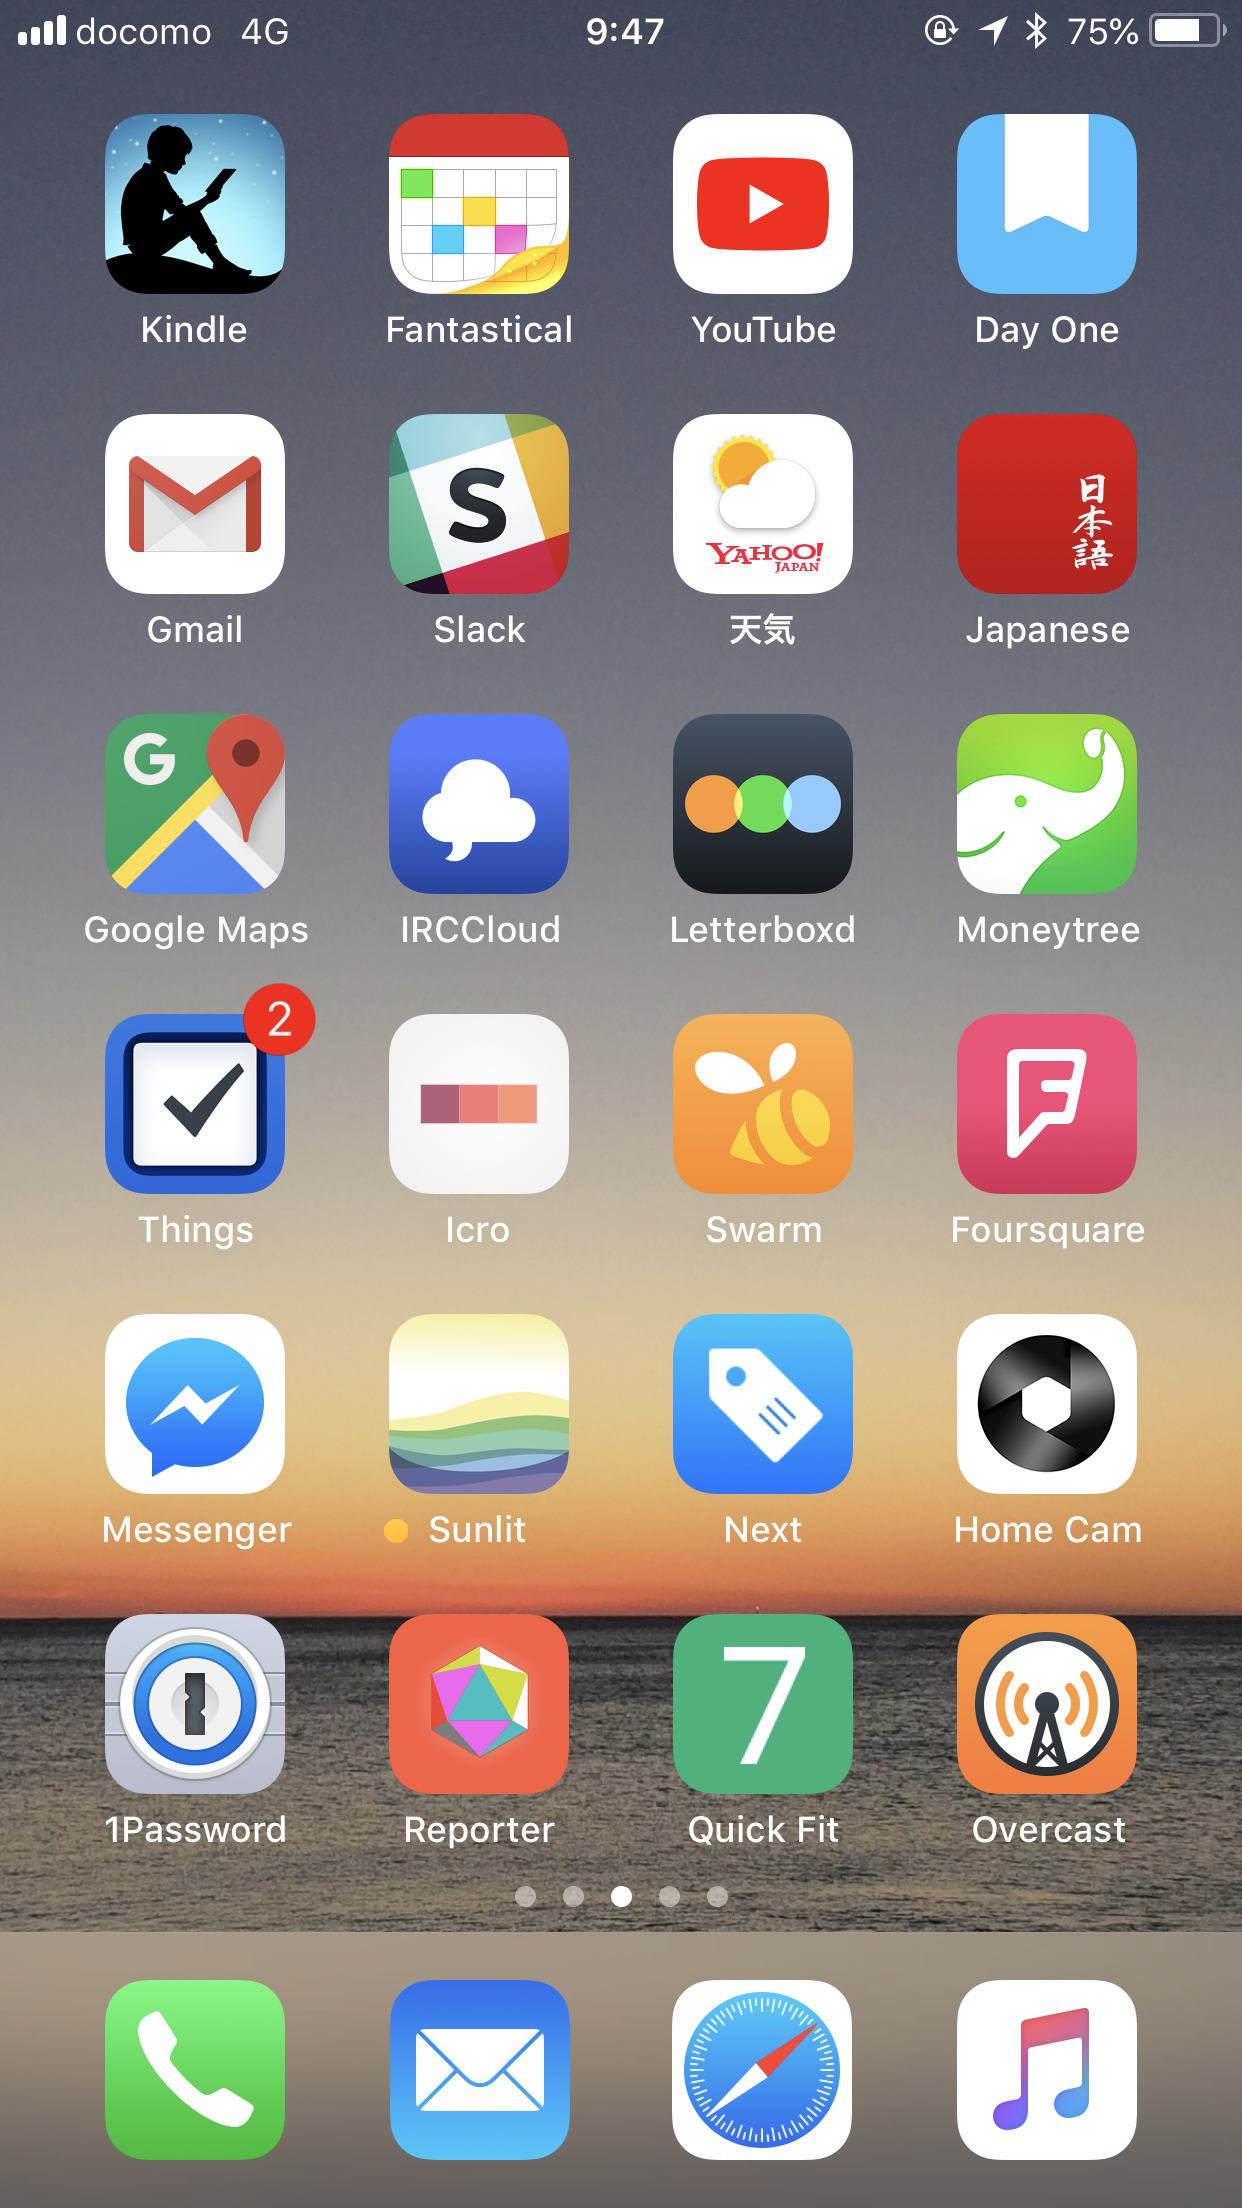 docomo 4G 9:47 75%
Kindle Fantastical YouTube Day One
S YAHOO! JAPAN 日本語
Gmail Slack 天気 Japanese
G
Google Maps IRCCloud Letterboxd Moneytree
2
Things Icro Swarm Foursquare
Messenger Sunlit Next Home Cam
7
1Password Reporter Quick Fit Overcast